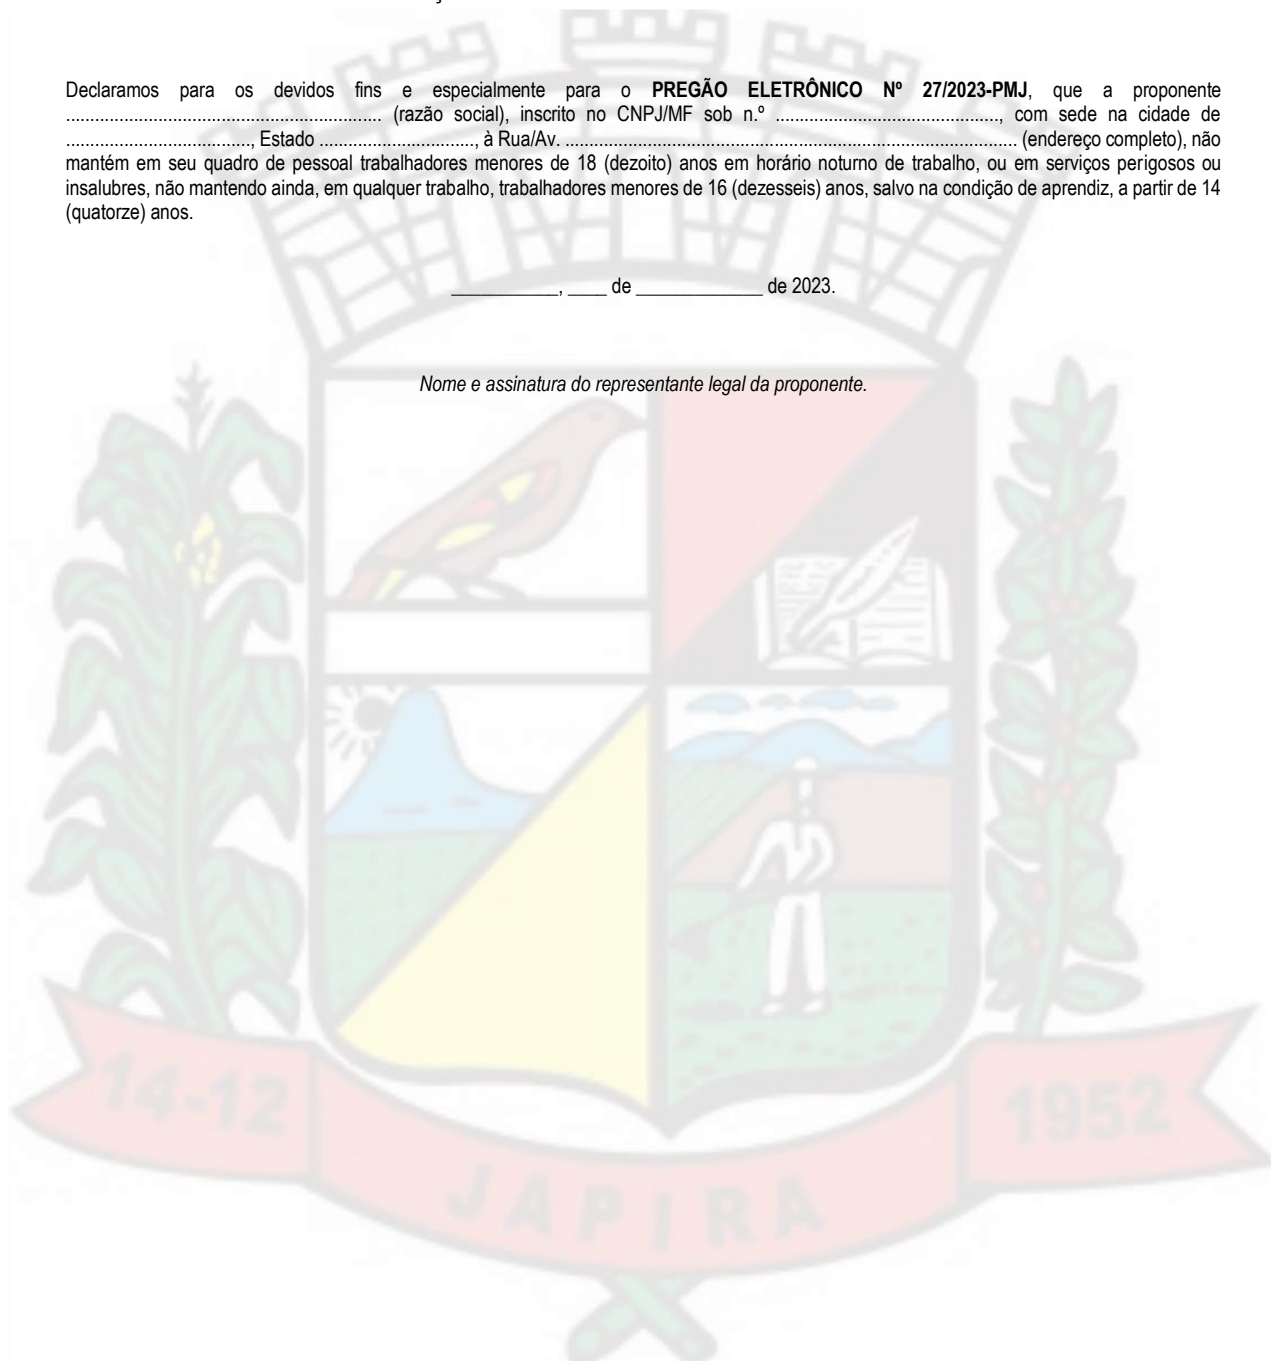 Declaramos para os devidos fins e especialmente para o PREGÃO ELETRÔNICO Nº 27/2023-PMJ, que a proponente
................................................................. (razão social), inscrito no CNPJ/MF sob n.º .............................................., com sede na cidade de
......................................, Estado ................................, à Rua/Av. ............................................................................................. (endereço completo), não
mantém em seu quadro de pessoal trabalhadores menores de 18 (dezoito) anos em horário noturno de trabalho, ou em serviços perigosos ou
insalubres, não mantendo ainda, em qualquer trabalho, trabalhadores menores de 16 (dezesseis) anos, salvo na condição de aprendiz, a partir de 14
(quatorze) anos.
___________, ____ de _____________ de 2023.
Nome e assinatura do representante legal da proponente.
14-12
1952
JAPIRA